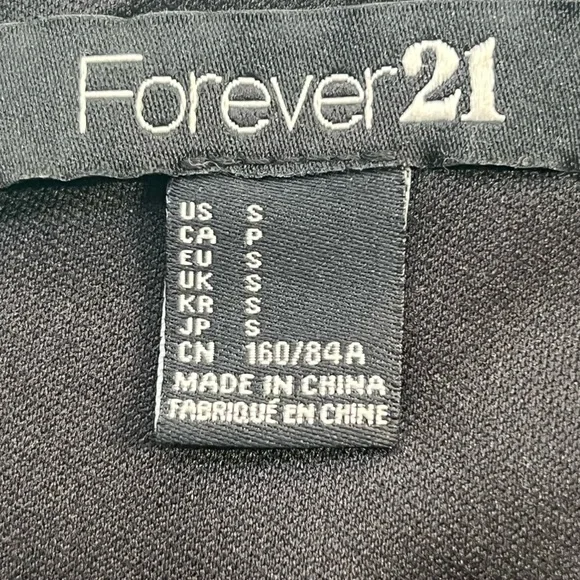 Forever21
US S
CA P
EU S
UK S
KR S
JP S
CN 160/84A
MADE IN CHINA
FABRIQUÉ EN CHINE